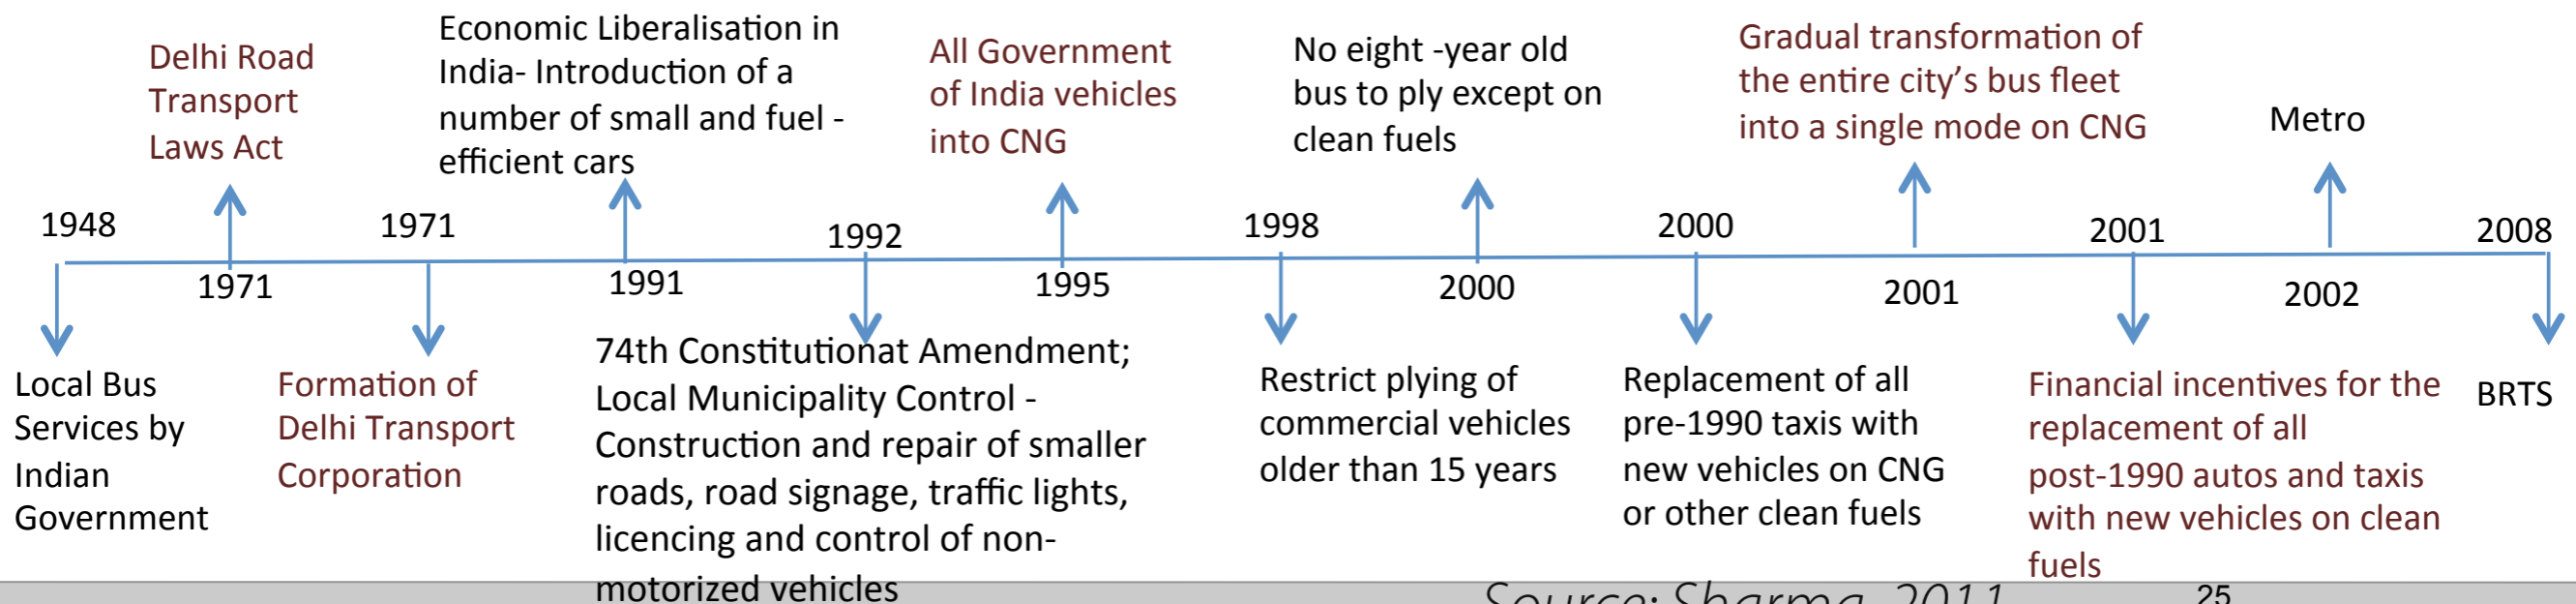 Delhi Road
Transport
Laws Act
Economic Liberalisation in
India- Introduction of a
number of small and fuel -
efficient cars
All Government
of India vehicles
into CNG
No eight -year old
bus to ply except on
clean fuels
Gradual transformation of
the entire city's bus fleet
into a single mode on CNG
Metro
1948
1971
1971
1991
1992
1995
1998
2000
2000
2001
2001
2002
2008
Local Bus
Services by
Indian
Government
Formation of
Delhi Transport
Corporation
74th Constitutionat Amendment;
Local Municipality Control -
Construction and repair of smaller
roads, road signage, traffic lights,
licencing and control of non-
motorized vehicles
Restrict plying of
commercial vehicles
older than 15 years
Replacement of all
pre-1990 taxis with
new vehicles on CNG
or other clean fuels
Financial incentives for the
replacement of all
post-1990 autos and taxis
with new vehicles on clean
fuels
BRTS
Source: Sharma, 2011
25